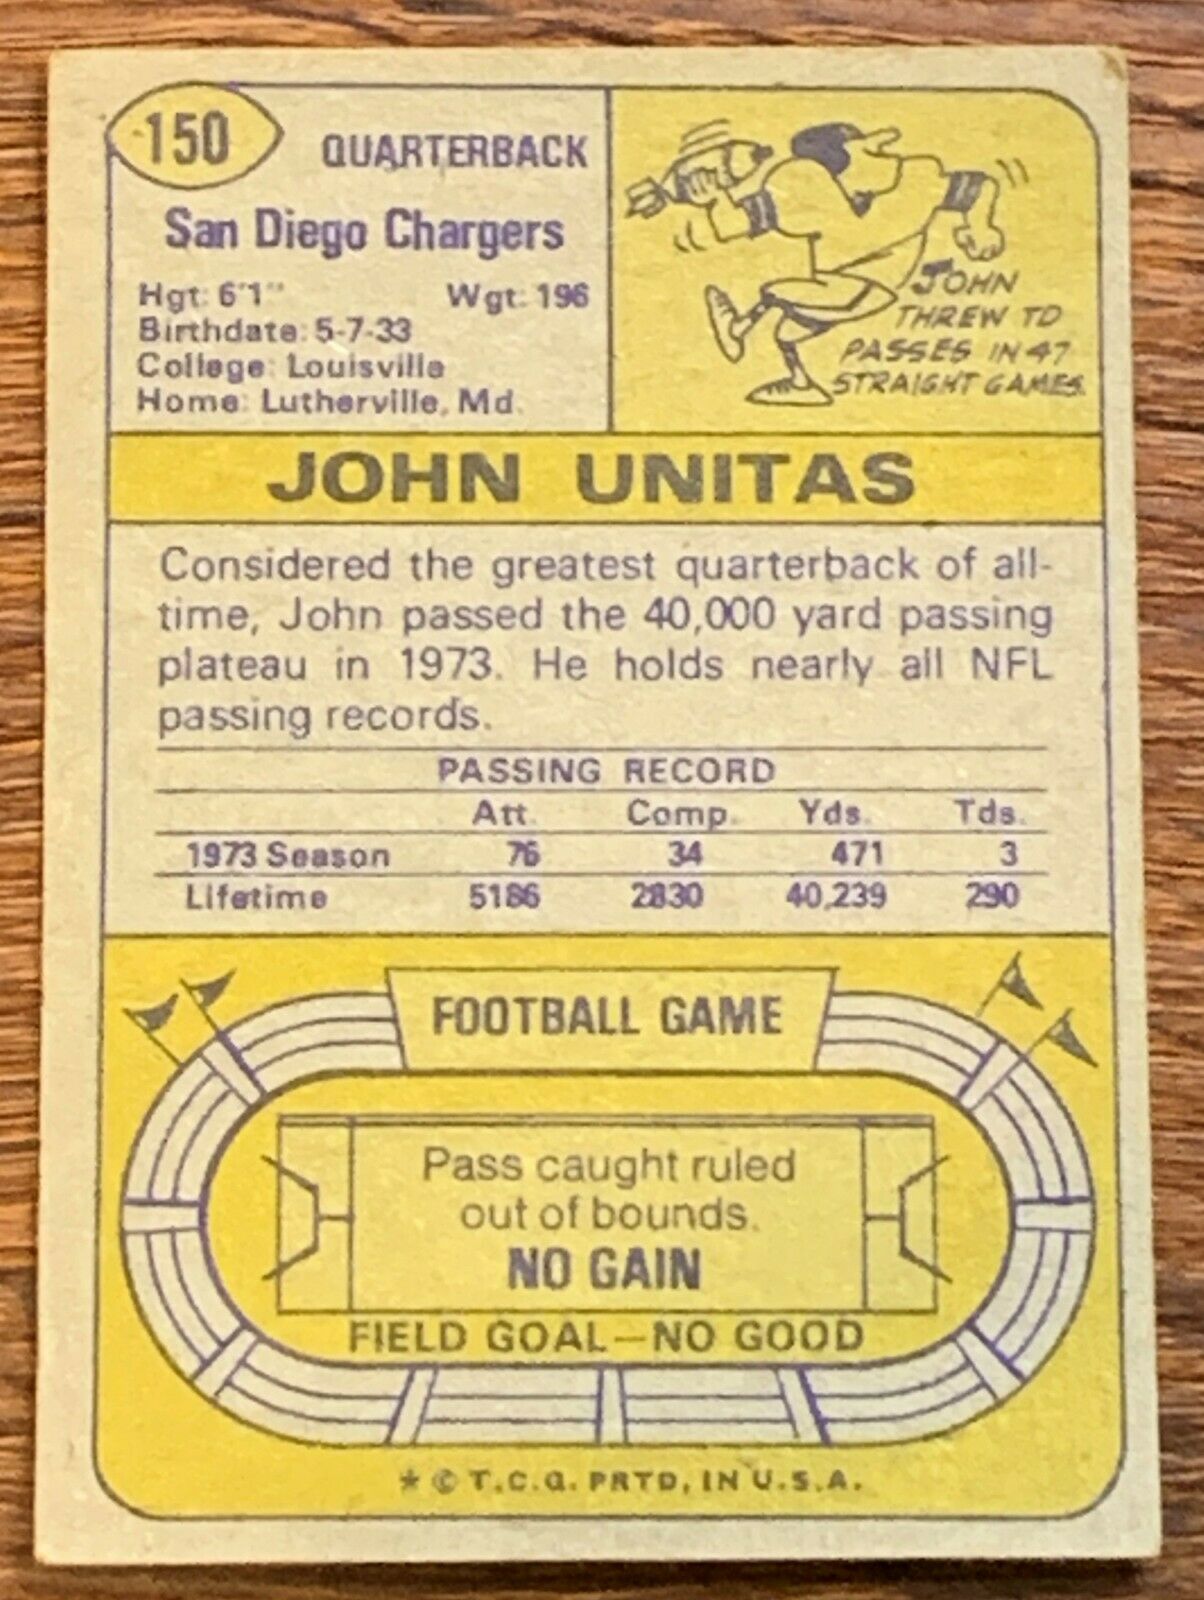 150
QUARTERBACK
San Diego Chargers
Hgt: 6'1" Wgt: 196
Birthdate: 5-7-33
College: Louisville
Home: Lutherville, Md.
JOHN
THREW TD
PASSES IN 47
STRAIGHT GAMES.
JOHN UNITAS
Considered the greatest quarterback of all-
time, John passed the 40,000 yard passing
plateau in 1973. He holds nearly all NFL
passing records.
PASSING RECORD
Att. Comp. Yds. Tds.
1973 Season 76 34 471 3
Lifetime 5186 2830 40,239 290
FOOTBALL GAME
Pass caught ruled
out of bounds.
NO GAIN
FIELD GOAL—NO GOOD
* © T.C.G. PRTD. IN U.S.A.